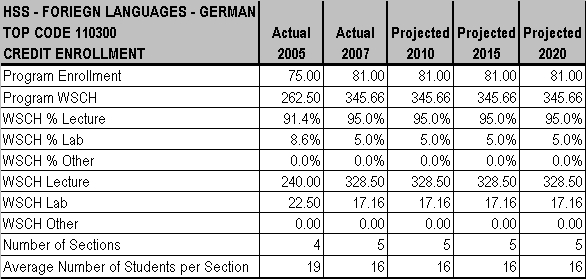 HSS - FORIEGN LANGUAGES - GERMAN
TOP CODE 110300 Actual Actual Projected Projected Projected
CREDIT ENROLLMENT 2005 2007 2010 2015 2020
Program Enrollment 75.00 81.00 81.00 81.00 81.00
Program WSCH 262.50 345.66 345.66 345.66 345.66
WSCH % Lecture 91.4% 95.0% 95.0% 95.0% 95.0%
WSCH % Lab 8.6% 5.0% 5.0% 5.0% 5.0%
WSCH % Other 0.0% 0.0% 0.0% 0.0% 0.0%
WSCH Lecture 240.00 328.50 328.50 328.50 328.50
WSCH Lab 22.50 17.16 17.16 17.16 17.16
WSCH Other 0.00 0.00 0.00 0.00 0.00
Number of Sections 4 5 5 5 5
Average Number of Students per Section 19 16 16 16 16